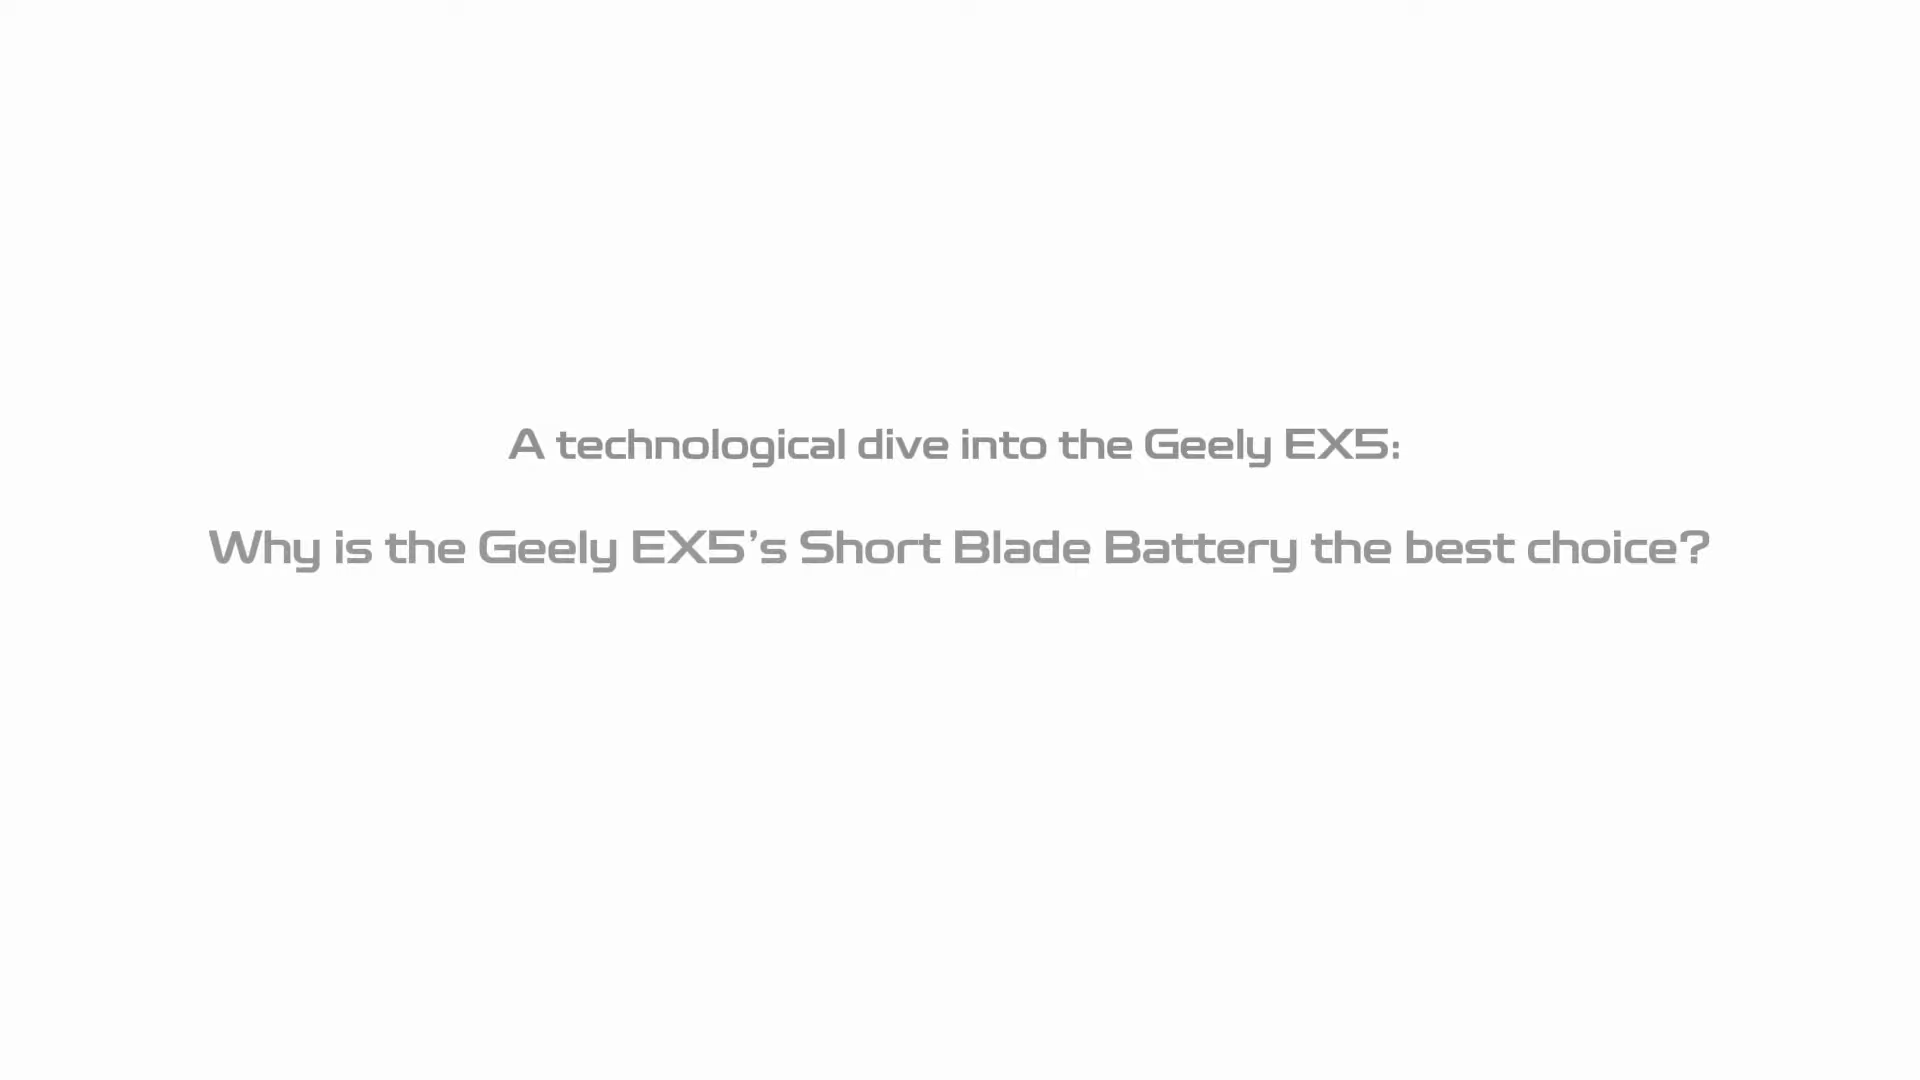 A technological dive into the Geely EX5:
Why is the Geely EX5’s Short Blade Battery the best choice?